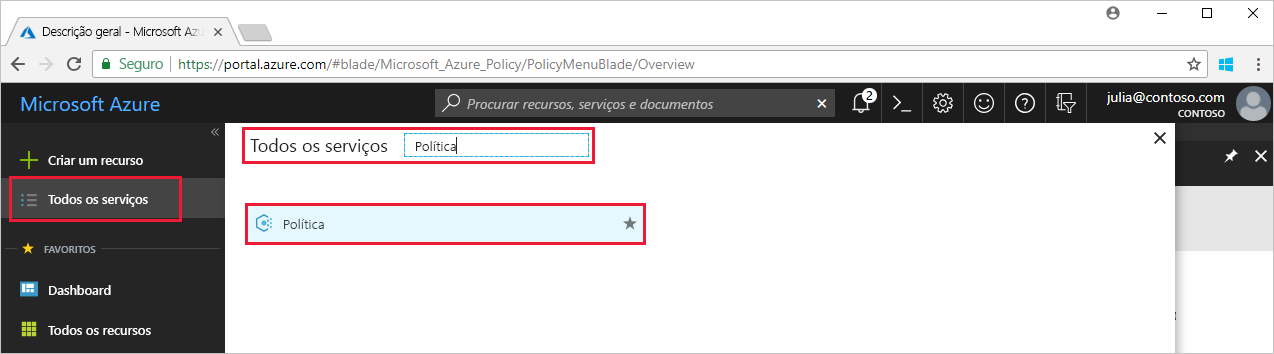 Descrição geral - Microsoft Azu
Seguro
https://portal.azure.com/#blade/Microsoft_Azure_Policy/PolicyMenuBlade/Overview
Microsoft Azure
Procurar recursos, serviços e documentos
2
julia@contoso.com
CONTOSO
Criar um recurso
Todos os serviços
FAVORITOS
Dashboard
Todos os recursos
Todos os serviços
Política
Política